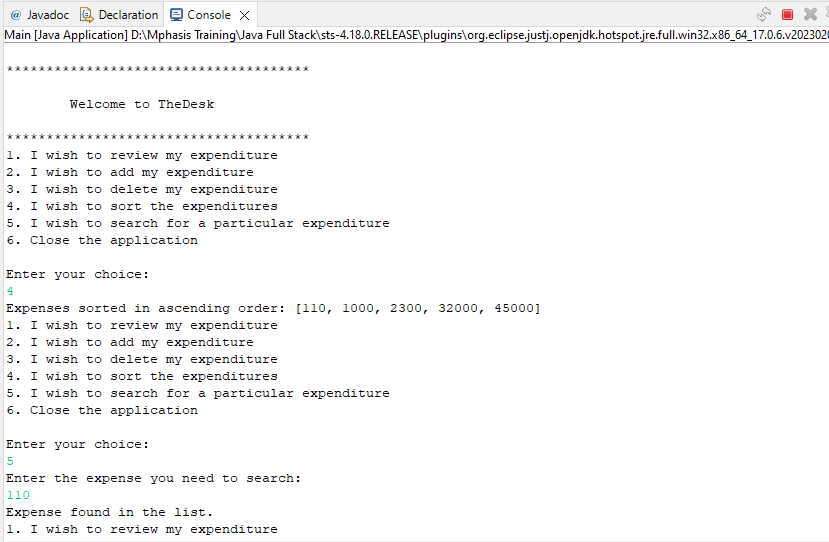 @ Javadoc Declaration Console
Main [Java Application] D:\Mphasis Training\Java Full Stack\sts-4.18.0.RELEASE\plugins\org.eclipse.justj.openjdk.hotspot.jre.full.win32.x86_64_17.0.6.v2023020
**************************************
Welcome to TheDesk
**************************************
1. I wish to review my expenditure
2. I wish to add my expenditure
3. I wish to delete my expenditure
4. I wish to sort the expenditures
5. I wish to search for a particular expenditure
6. Close the application
Enter your choice:
4
Expenses sorted in ascending order: [110, 1000, 2300, 32000, 45000]
1. I wish to review my expenditure
2. I wish to add my expenditure
3. I wish to delete my expenditure
4. I wish to sort the expenditures
5. I wish to search for a particular expenditure
6. Close the application
Enter your choice:
5
Enter the expense you need to search:
110
Expense found in the list.
1. I wish to review my expenditure